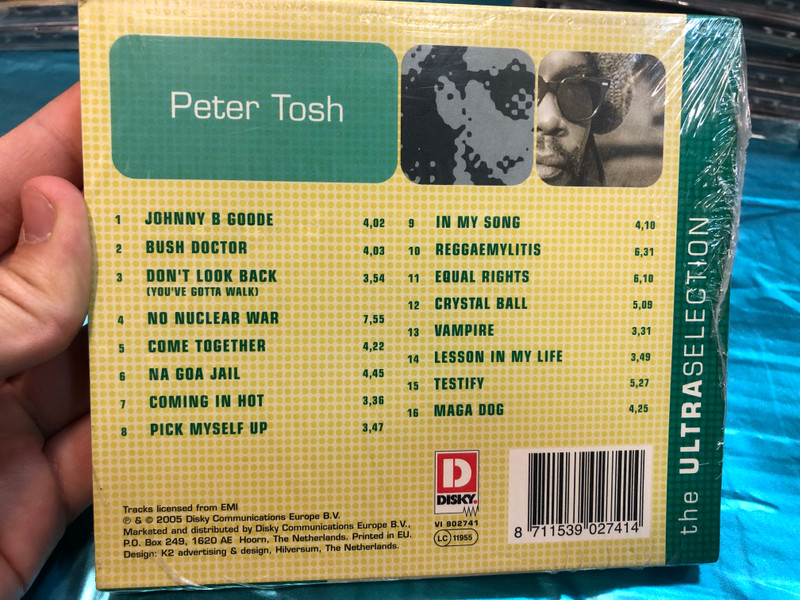 Peter Tosh
1 JOHNNY B GOODE 4,02
2 BUSH DOCTOR 4,03
3 DON'T LOOK BACK 3,54
(YOU'VE GOTTA WALK)
4 NO NUCLEAR WAR 7,55
5 COME TOGETHER 4,22
6 NA GOA JAIL 4,45
7 COMING IN HOT 3,36
8 PICK MYSELF UP 3,47
9 IN MY SONG 4,10
10 REGGAEMYLITIS 6,31
11 EQUAL RIGHTS 6,10
12 CRYSTAL BALL 5,09
13 VAMPIRE 3,31
14 LESSON IN MY LIFE 3,49
15 TESTIFY 5,27
16 MAGA DOG 4,25
the ULTRASELECTION
Tracks licensed from EMI
℗ & © 2005 Disky Communications Europe B.V.
Marketed and distributed by Disky Communications Europe B.V.,
P.O. Box 249, 1620 AE Hoorn, The Netherlands. Printed in EU.
Design: K2 advertising & design, Hilversum, The Netherlands.
D
DISKY.
VI 902741
LC 11955
8 711539 027414